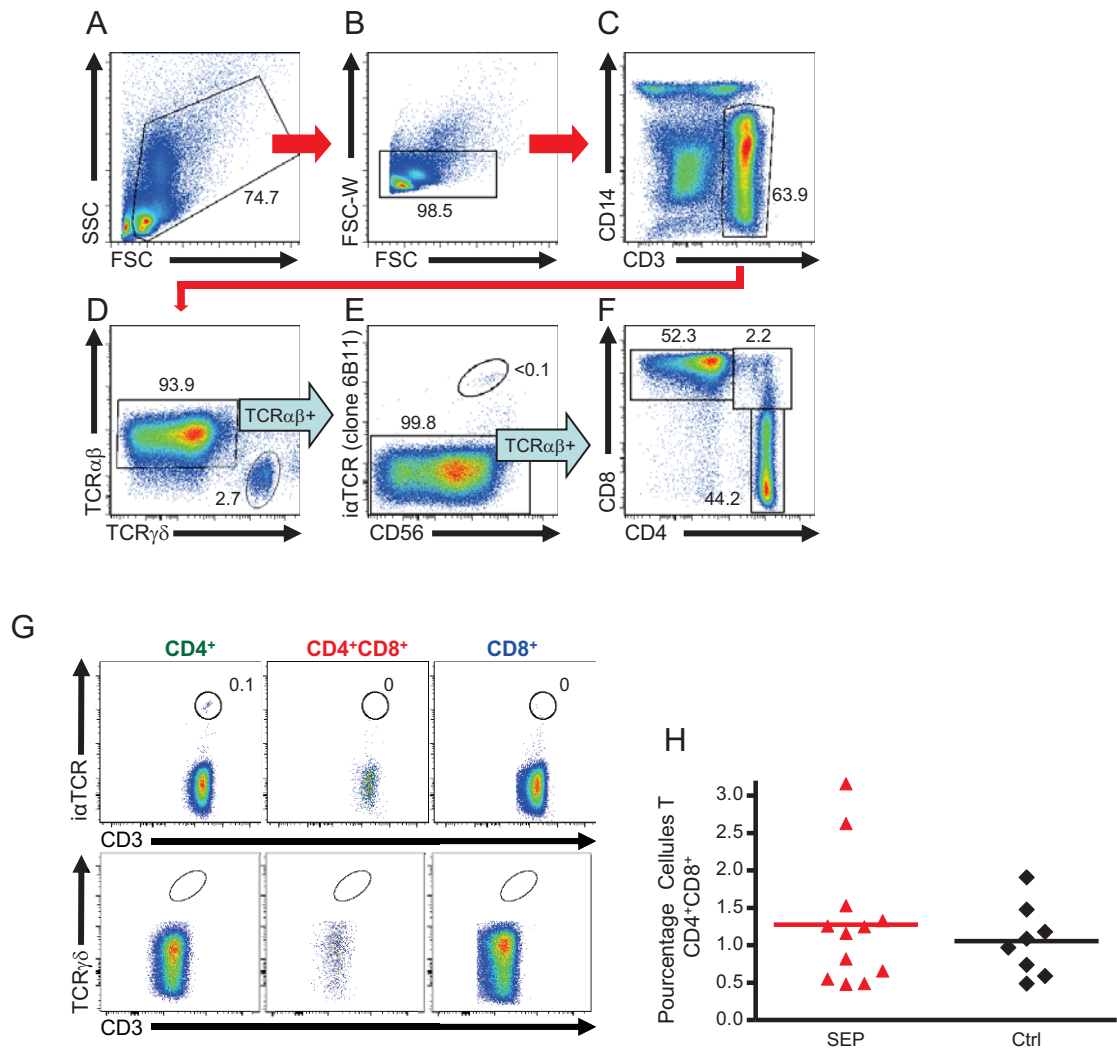 A
SSC
74.7
FSC
B
FSC-W
98.5
FSC
C
CD14
63.9
CD3
D
TCRαβ
93.9
2.7
TCRγδ
TCRαβ+
E
iαTCR (clone 6B11)
<0.1
99.8
CD56
TCRαβ+
F
CD8
52.3
2.2
44.2
CD4
G
CD4⁺
CD4⁺CD8⁺
CD8⁺
iαTCR
0.1
0
0
CD3
TCRγδ
CD3
H
Pourcentage Cellules T
CD4⁺CD8⁺
3.0
2.5
2.0
1.5
1.0
0.5
0.0
SEP
Ctrl